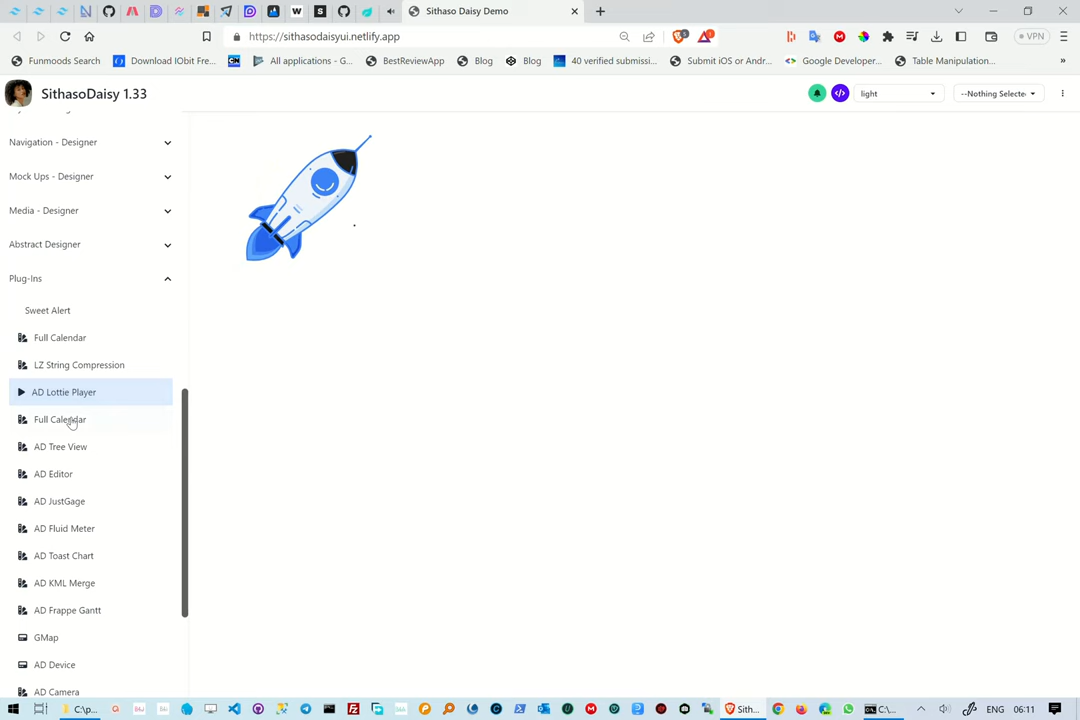 Sithaso Daisy Demo
https://sithasodaisyui.netlify.app
5
1
VPN
Funmoods Search
Download IObit Fre...
All applications - G...
BestReviewApp
Blog
Blog
40 verified submissi...
Submit iOS or Andr...
Google Developer...
Table Manipulation...
»
SithasoDaisy 1.33
light
--Nothing Selecte
Navigation - Designer
Mock Ups - Designer
Media - Designer
Abstract Designer
Plug-Ins
Sweet Alert
Full Calendar
LZ String Compression
AD Lottie Player
Full Calendar
AD Tree View
AD Editor
AD JustGage
AD Fluid Meter
AD Toast Chart
AD KML Merge
AD Frappe Gantt
GMap
AD Device
AD Camera
C:\p...
Sith...
C:\...
ENG
06:11